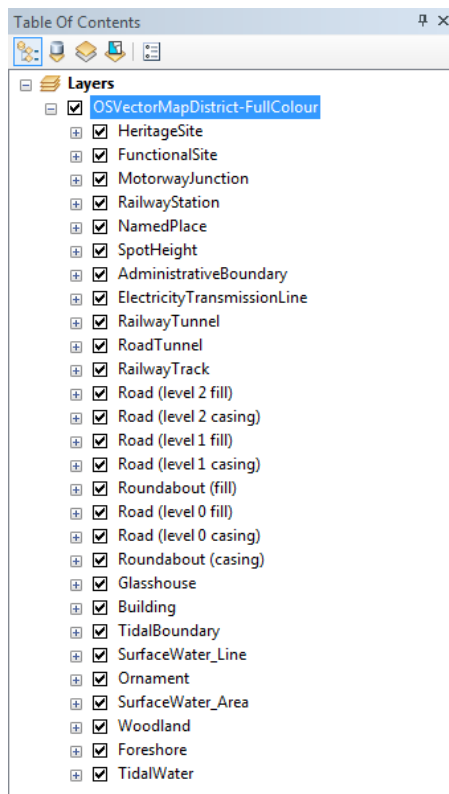 Table Of Contents
Layers
OSVectorMapDistrict-FullColour
HeritageSite
FunctionalSite
MotorwayJunction
RailwayStation
NamedPlace
SpotHeight
AdministrativeBoundary
ElectricityTransmissionLine
RailwayTunnel
RoadTunnel
RailwayTrack
Road (level 2 fill)
Road (level 2 casing)
Road (level 1 fill)
Road (level 1 casing)
Roundabout (fill)
Road (level 0 fill)
Road (level 0 casing)
Roundabout (casing)
Glasshouse
Building
TidalBoundary
SurfaceWater_Line
Ornament
SurfaceWater_Area
Woodland
Foreshore
TidalWater